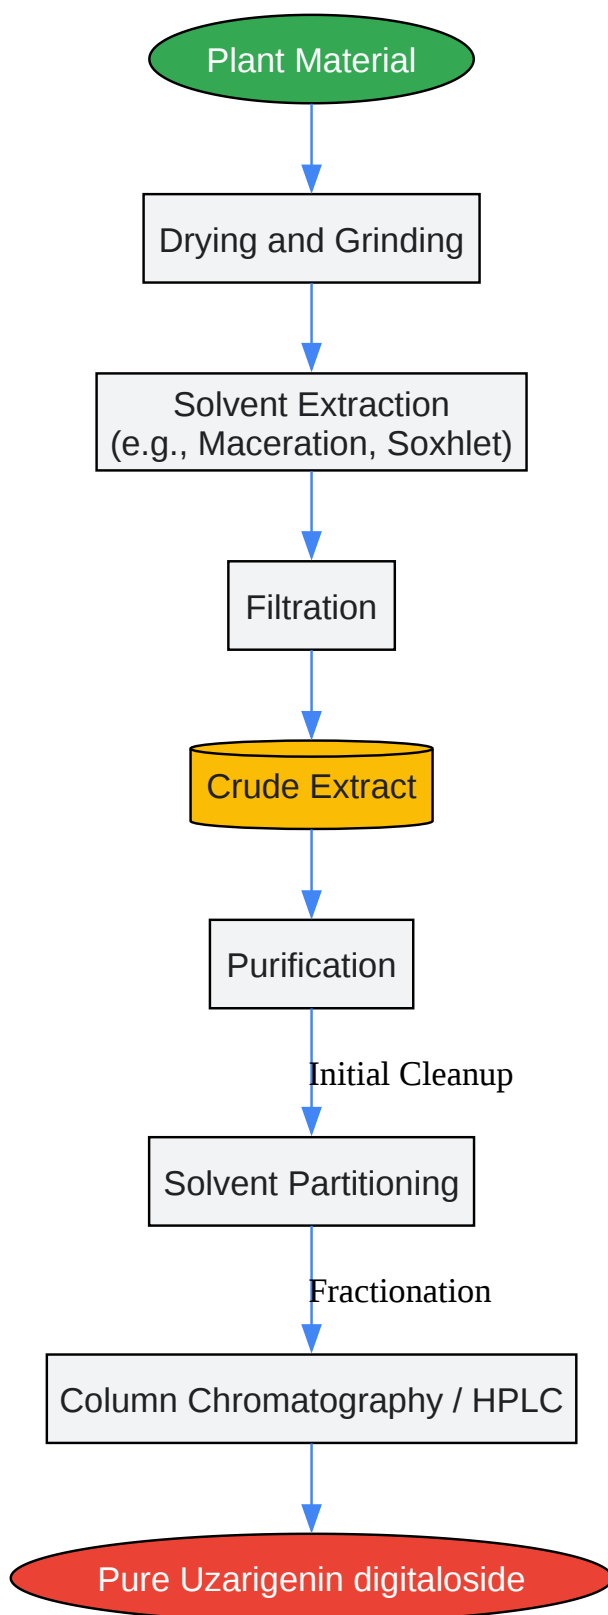 Plant Material
Drying and Grinding
Solvent Extraction
(e.g., Maceration, Soxhlet)
Filtration
Crude Extract
Purification
Initial Cleanup
Solvent Partitioning
Fractionation
Column Chromatography / HPLC
Pure Uzarigenin digitaloside